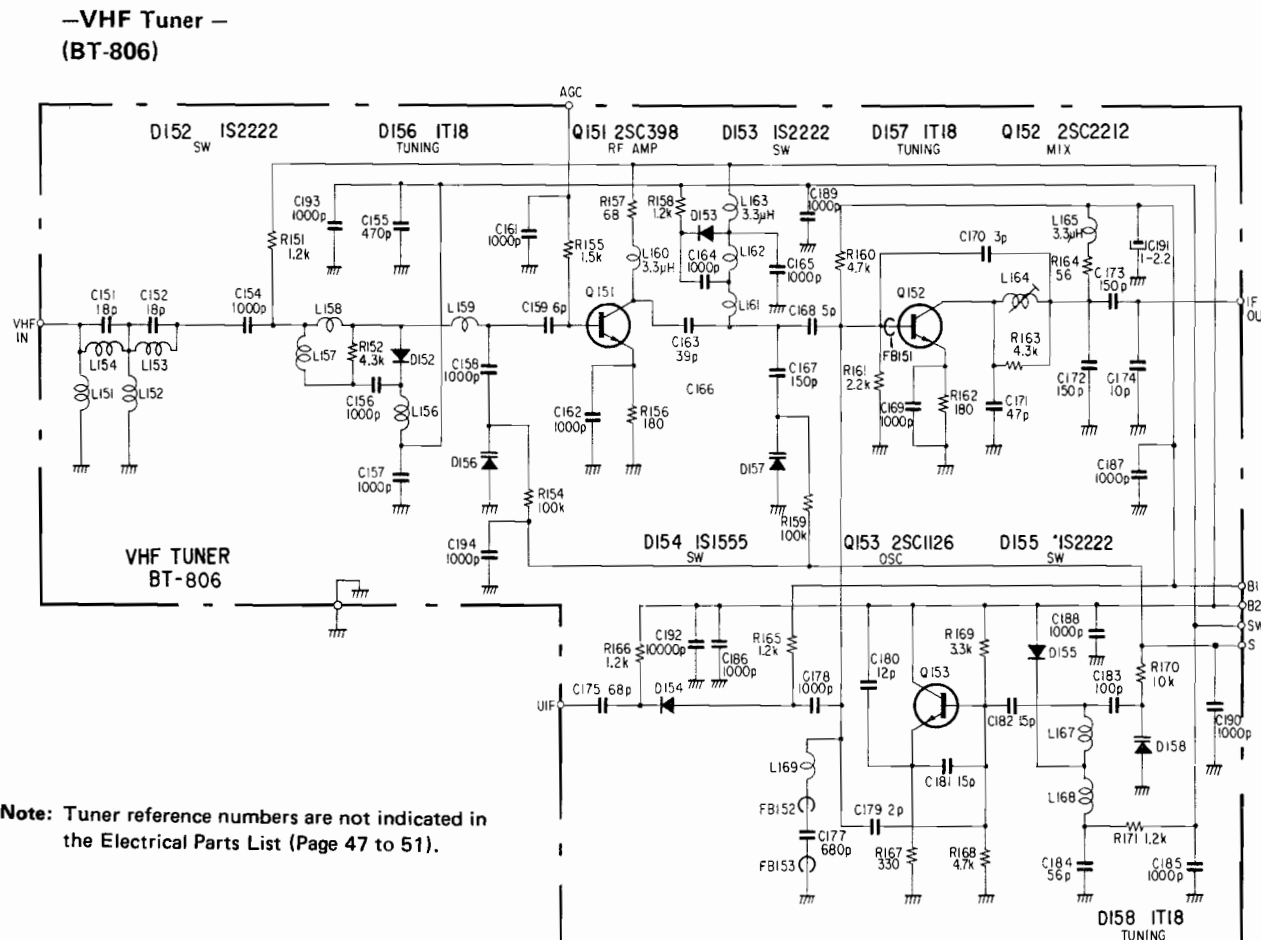 —VHF Tuner —
(BT-806)
AGC
D152 1S2222
SW
D156 1T18
TUNING
Q151 2SC398
RF AMP
D153 1S2222
SW
D157 1T18
TUNING
Q152 2SC2212
MIX
C193
1000p
C155
470p
C161
1000p
R151
1.2k
R155
1.5k
R157
68
L160
3.3μH
R158
1.2k
D153
C164
1000p
L163
3.3μH
L162
L161
C189
1000p
C165
1000p
R160
4.7k
C170 3p
L165
3.3μH
R164
56
C191
1-2.2
C173
150p
L164
VHF
IN
C151
18p
C152
18p
C154
1000p
L154
L153
L151
L152
L158
L157
R152
4.3k
D152
C156
1000p
L156
C157
1000p
L159
C158
1000p
D156
C159 6p
Q151
C162
1000p
R156
180
C163
39p
C166
C168 5p
C167
150p
D157
R161
2.2k
FB151
Q152
C169
1000p
R162
180
R163
4.3k
C171
47p
C172
150p
C174
10p
IF
OU
C187
1000p
R154
100k
C194
1000p
R159
100k
VHF TUNER
BT-806
D154 1S1555
SW
Q153 2SC1126
OSC
D155 1S2222
SW
B1
B2
SW
S
R166
1.2k
C192
10000p
C186
1000p
R165
1.2k
C178
1000p
C180
12p
Q153
R169
3.3k
D155
C188
1000p
C183
100p
R170
10k
C190
1000p
UIF
C175 68p
D154
C182 15p
L167
D158
L169
C181 15p
L168
FB152
C179 2p
C177
680p
FB153
R167
330
R168
4.7k
R171 1.2k
C184
56p
C185
1000p
D158 1T18
TUNING
Note: Tuner reference numbers are not indicated in
the Electrical Parts List (Page 47 to 51).